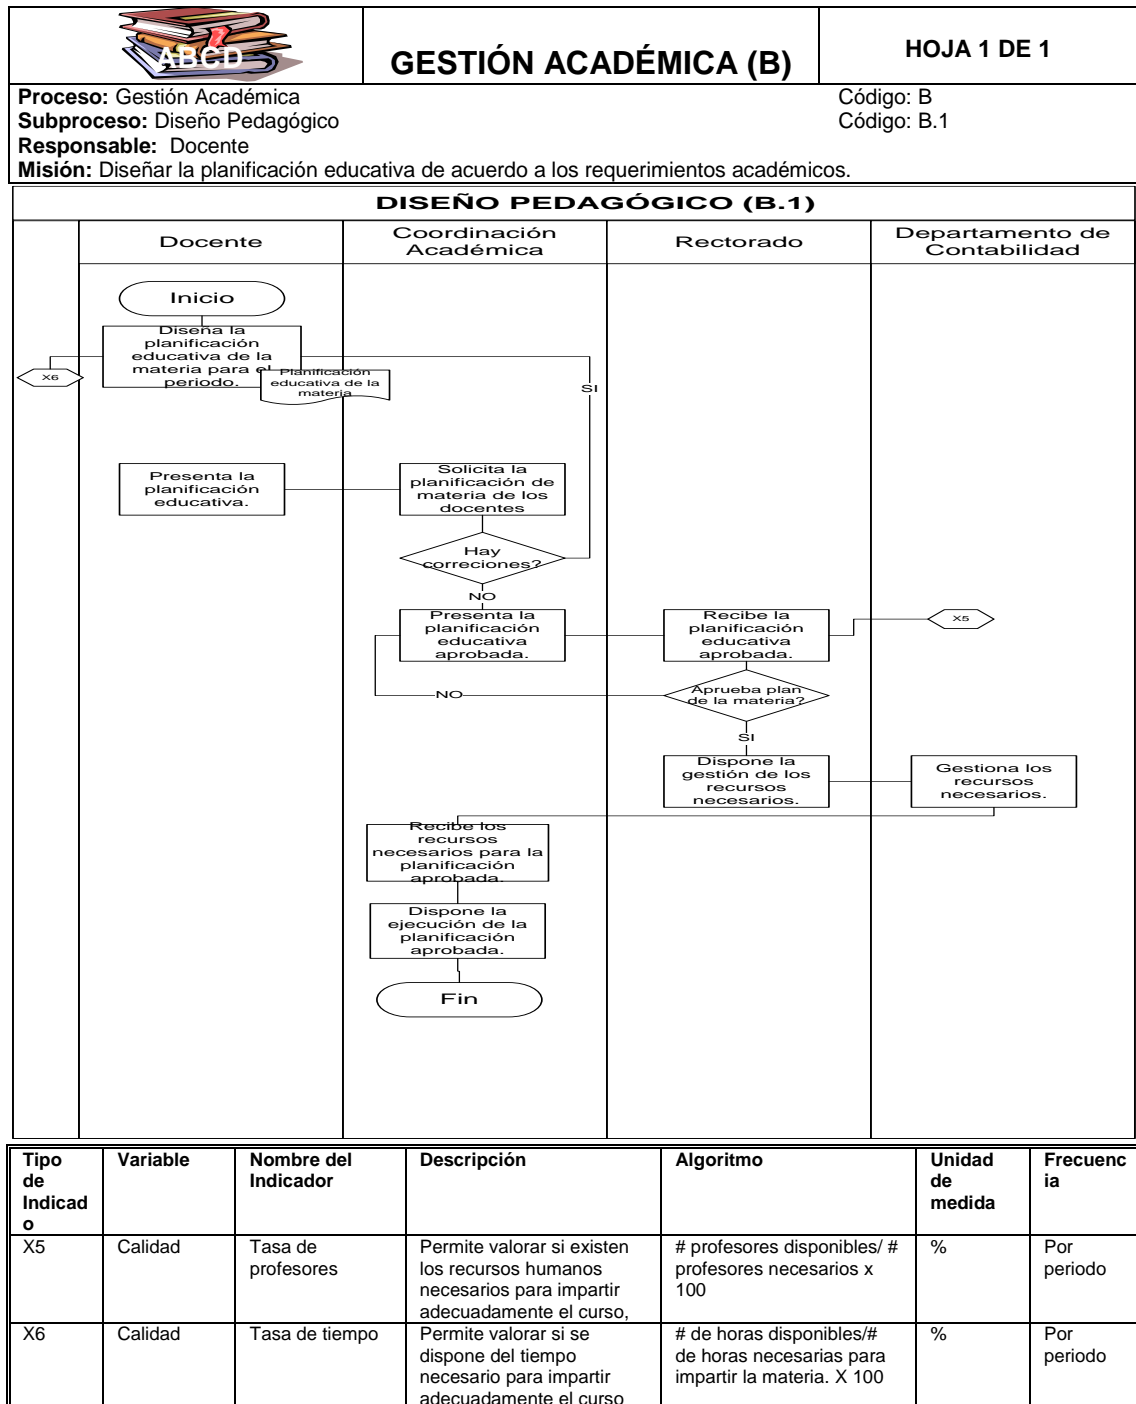 ABCD
GESTIÓN ACADÉMICA (B)
HOJA 1 DE 1
Proceso: Gestión Académica
Código: B
Subproceso: Diseño Pedagógico
Código: B.1
Responsable: Docente
Misión: Diseñar la planificación educativa de acuerdo a los requerimientos académicos.
DISEÑO PEDAGÓGICO (B.1)
Docente
Coordinación
Académica
Rectorado
Departamento de
Contabilidad
Inicio
Diseña la
planificación
educativa de la
materia para el
periodo.
X6
Planificación
educativa de la
materia
SI
Presenta la
planificación
educativa.
Solicita la
planificación de
materia de los
docentes
Hay
correciones?
NO
Presenta la
planificación
educativa
aprobada.
Recibe la
planificación
educativa
aprobada.
X5
NO
Aprueba plan
de la materia?
SI
Dispone la
gestión de los
recursos
necesarios.
Gestiona los
recursos
necesarios.
Recibe los
recursos
necesarios para la
planificación
aprobada.
Dispone la
ejecución de la
planificación
aprobada.
Fin
Tipo
de
Indicad
o
Variable
Nombre del
Indicador
Descripción
Algoritmo
Unidad
de
medida
Frecuenc
ia
X5
Calidad
Tasa de
profesores
Permite valorar si existen
los recursos humanos
necesarios para impartir
adecuadamente el curso,
# profesores disponibles/ #
profesores necesarios x
100
%
Por
periodo
X6
Calidad
Tasa de tiempo
Permite valorar si se
dispone del tiempo
necesario para impartir
adecuadamente el curso
# de horas disponibles/#
de horas necesarias para
impartir la materia. X 100
%
Por
periodo